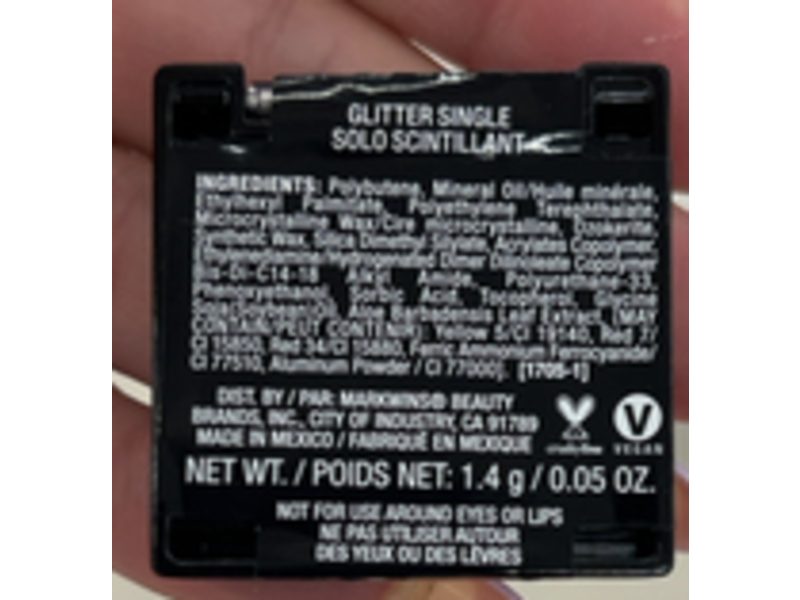 GLITTER SINGLE
SOLO SCINTILLANT
INGREDIENTS: Polybutene, Mineral Oil/Huile minérale,
Ethylhexyl Palmitate, Polyethylene Terephthalate,
Microcrystalline Wax/Cire microcrystalline, Ozokerite,
Synthetic Wax, Silica Dimethyl Silylate, Acrylates Copolymer,
Ethylenediamine/Hydrogenated Dimer Dilinoleate Copolymer
Bis-Di-C14-18 Alkyl Amide, Polyurethane-33,
Phenoxyethanol, Sorbic Acid, Tocopherol, Glycine
Soja(Soybean)Oil, Aloe Barbadensis Leaf Extract, [MAY
CONTAIN/PEUT CONTENIR): Yellow 5/CI 19140, Red 7/
CI 15850, Red 34/CI 15880, Ferric Ammonium Ferrocyanide/
CI 77510, Aluminum Powder / CI 77000]. [1705-1]
DIST. BY / PAR: MARKWINS® BEAUTY
BRANDS, INC., CITY OF INDUSTRY, CA 91789
MADE IN MEXICO / FABRIQUÉ EN MEXIQUE
cruelty-free
V
VEGAN
NET WT. / POIDS NET: 1.4 g / 0.05 OZ.
NOT FOR USE AROUND EYES OR LIPS
NE PAS UTILISER AUTOUR
DES YEUX OU DES LÈVRES